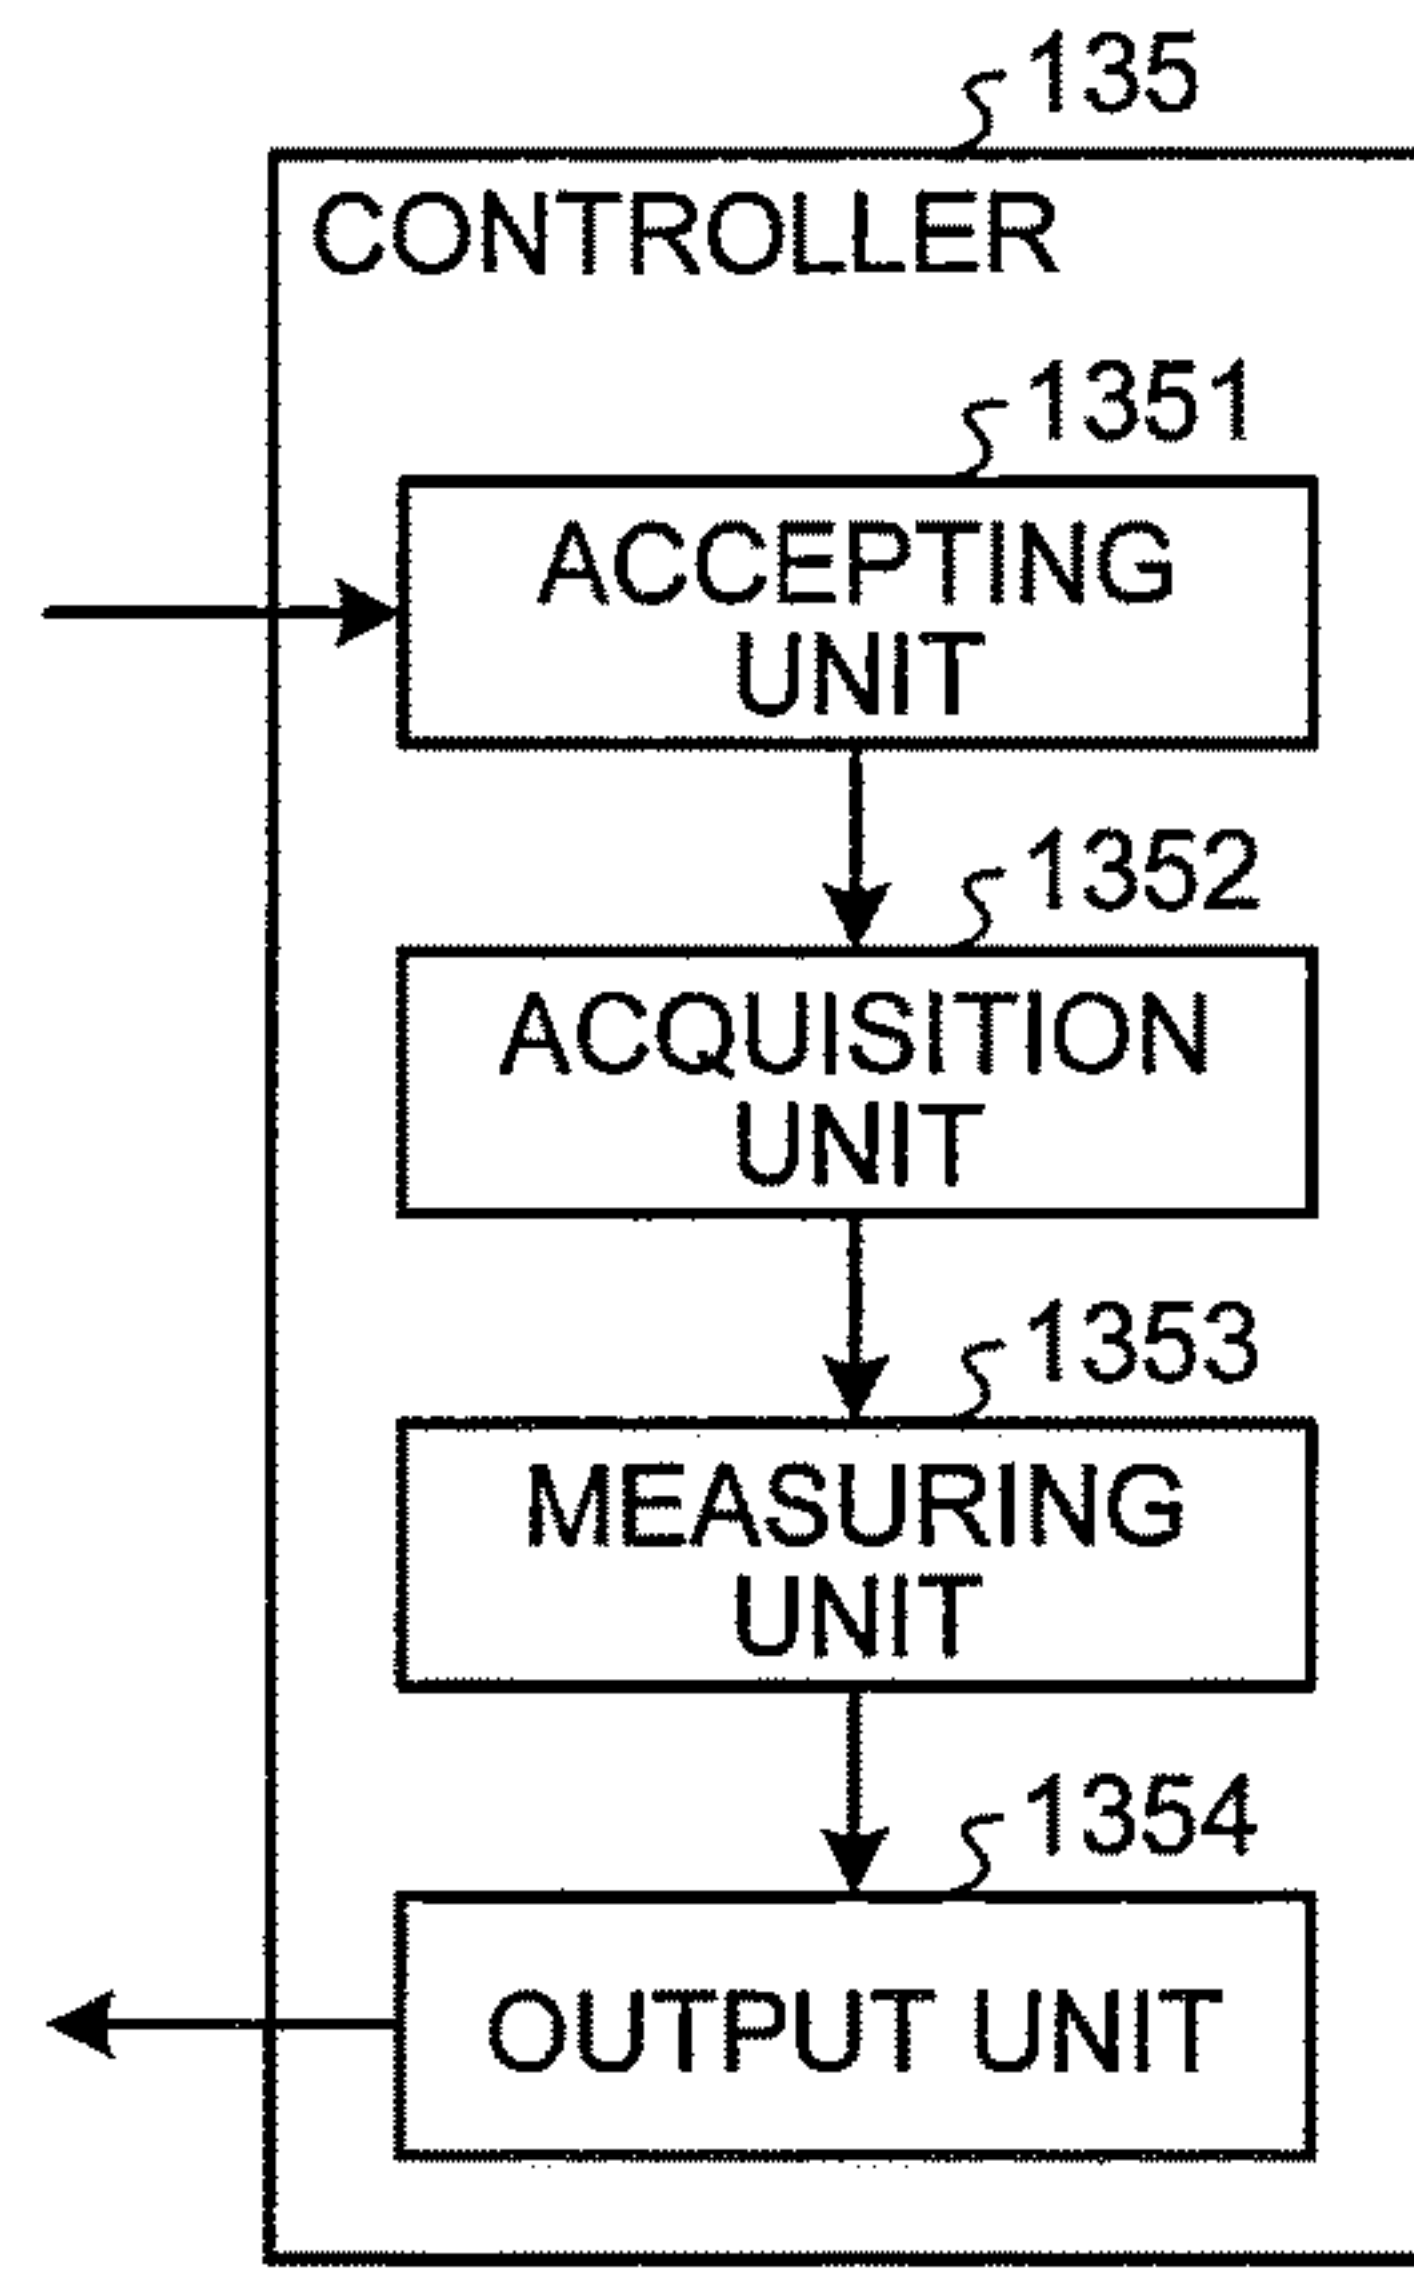 135
CONTROLLER
1351
ACCEPTING
UNIT
1352
ACQUISITION
UNIT
1353
MEASURING
UNIT
1354
OUTPUT UNIT